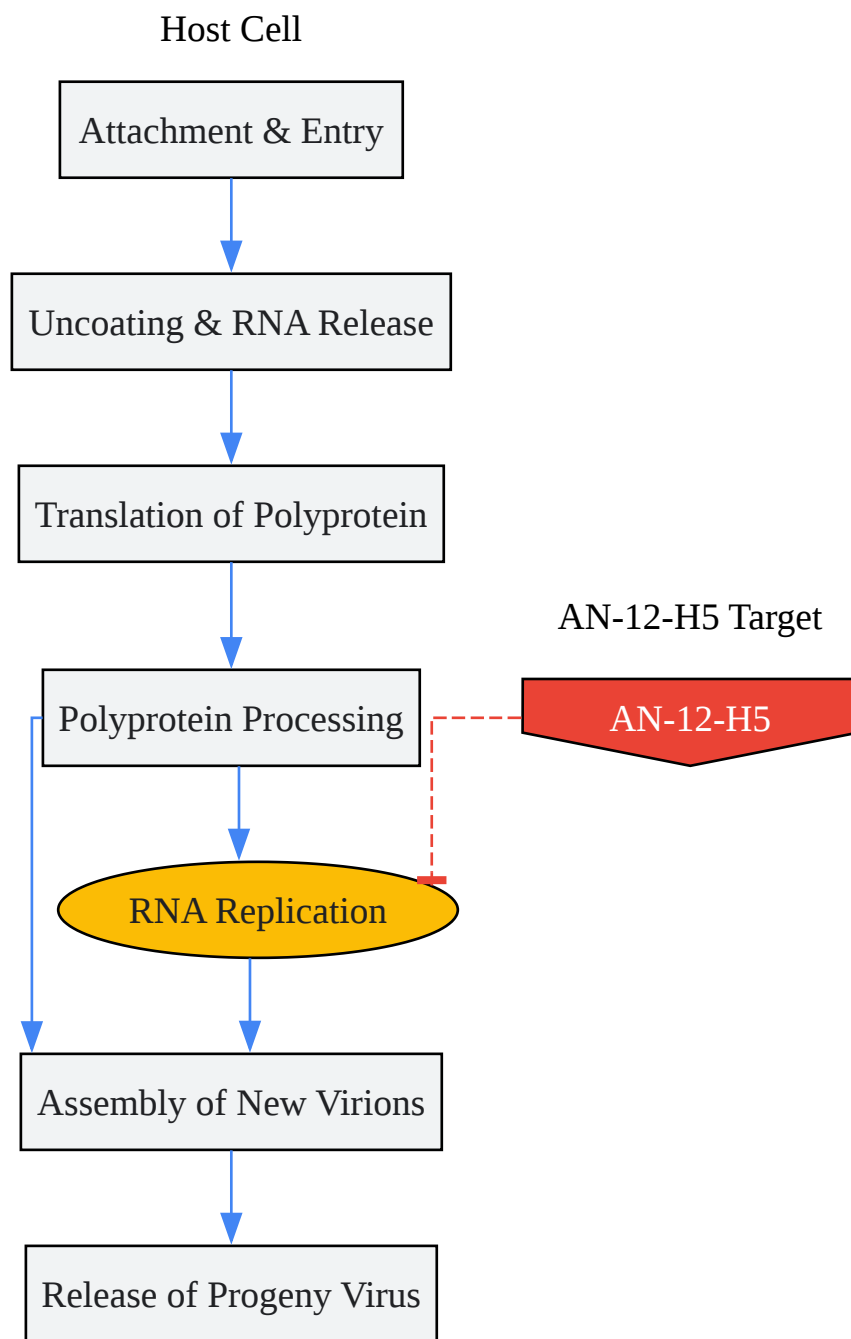 Host Cell
Attachment & Entry
Uncoating & RNA Release
Translation of Polyprotein
AN-12-H5 Target
Polyprotein Processing
AN-12-H5
RNA Replication
Assembly of New Virions
Release of Progeny Virus